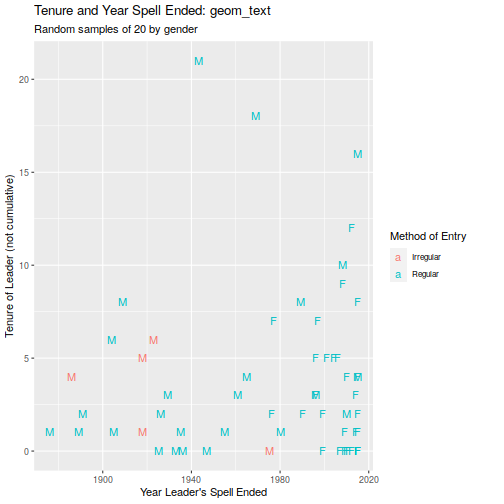 Tenure and Year Spell Ended: geom_text
Random samples of 20 by gender
Tenure of Leader (not cumulative)
20
15
10
5
0
M
M
M
F
M
F
M
M
F
F
F
M
M
M
F
F
F
F
M
M
F
F
M
M
M
M
F
M
M
F
M
F
M
F
M
M
M
M
M
M
M
F
F
M
M
M
M
M
F
F
F
1900
1940
1980
2020
Year Leader's Spell Ended
Method of Entry
a Irregular
a Regular